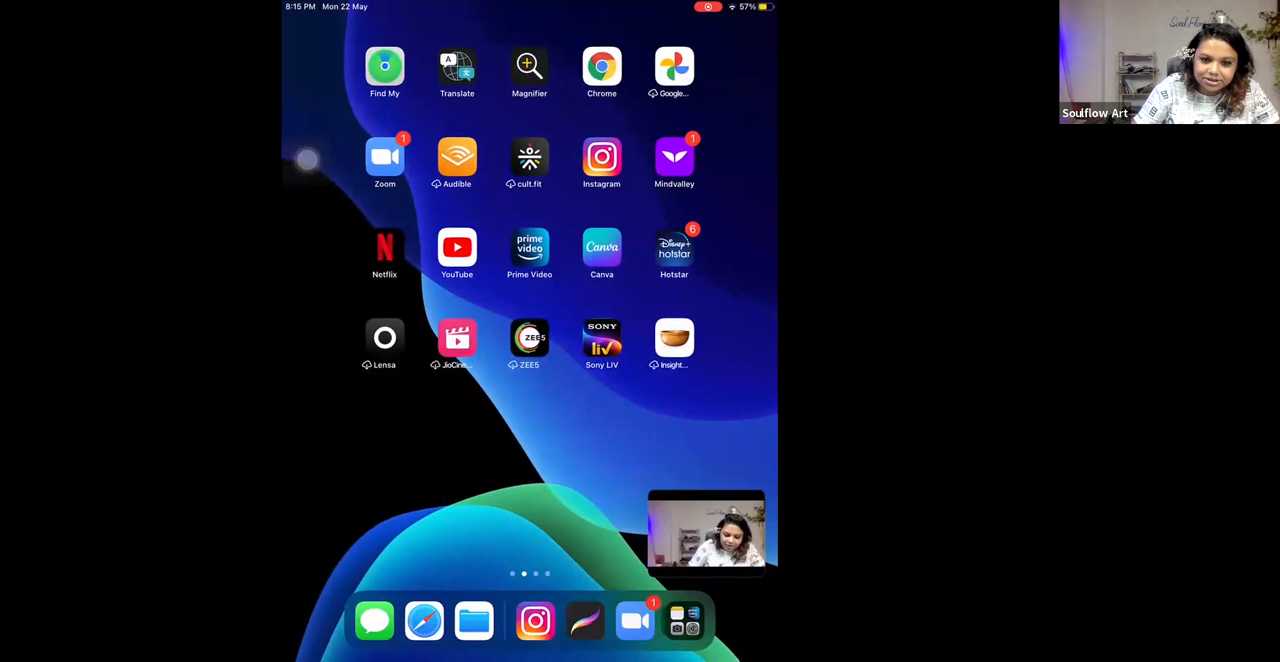 8:15 PM Mon 22 May
57%
Soul Flow
Soulflow Art
Find My
A
Translate
Magnifier
Chrome
Google...
1
1
Zoom
Audible
cult.fit
Instagram
Mindvalley
N
prime
video
Canva
6
Disney+
hotstar
Netflix
YouTube
Prime Video
Canva
Hotstar
ZEE5
SONY
liv
Lensa
JioCine...
ZEE5
Sony LIV
Insight...
1